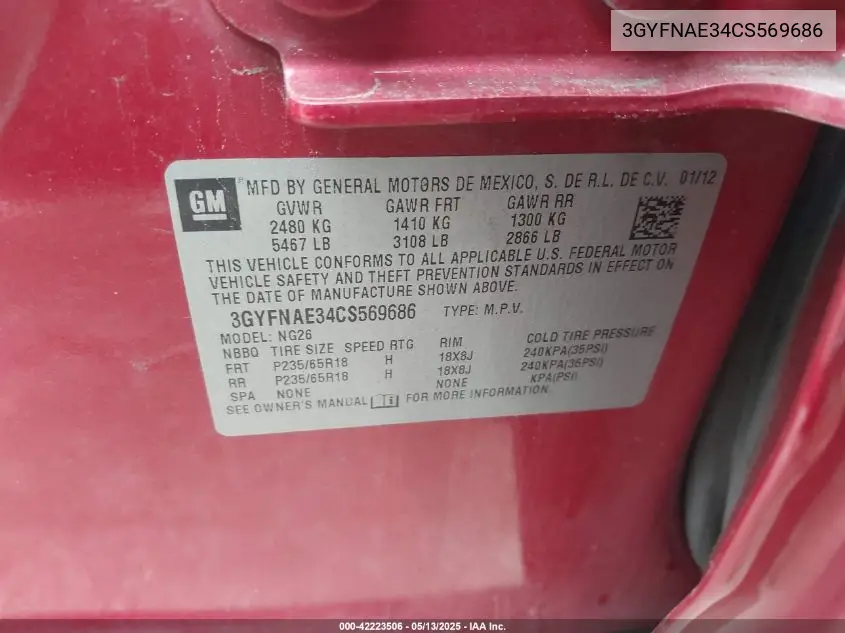 3GYFNAE34CS569686
GM
MFD BY GENERAL MOTORS DE MEXICO, S. DE R.L. DE C.V. 01/12
GVWR GAWR FRT GAWR RR
2480 KG 1410 KG 1300 KG
5467 LB 3108 LB 2866 LB
THIS VEHICLE CONFORMS TO ALL APPLICABLE U.S. FEDERAL MOTOR
VEHICLE SAFETY AND THEFT PREVENTION STANDARDS IN EFFECT ON
THE DATE OF MANUFACTURE SHOWN ABOVE.
3GYFNAE34CS569686 TYPE: M.P.V.
MODEL: NG26
NBBQ TIRE SIZE SPEED RTG RIM COLD TIRE PRESSURE
FRT P235/65R18 H 18X8J 240KPA(35PSI)
RR P235/65R18 H 18X8J 240KPA(35PSI)
SPA NONE NONE KPA(PSI)
SEE OWNER'S MANUAL i FOR MORE INFORMATION.
000-42223506 - 05/13/2025 - IAA Inc.